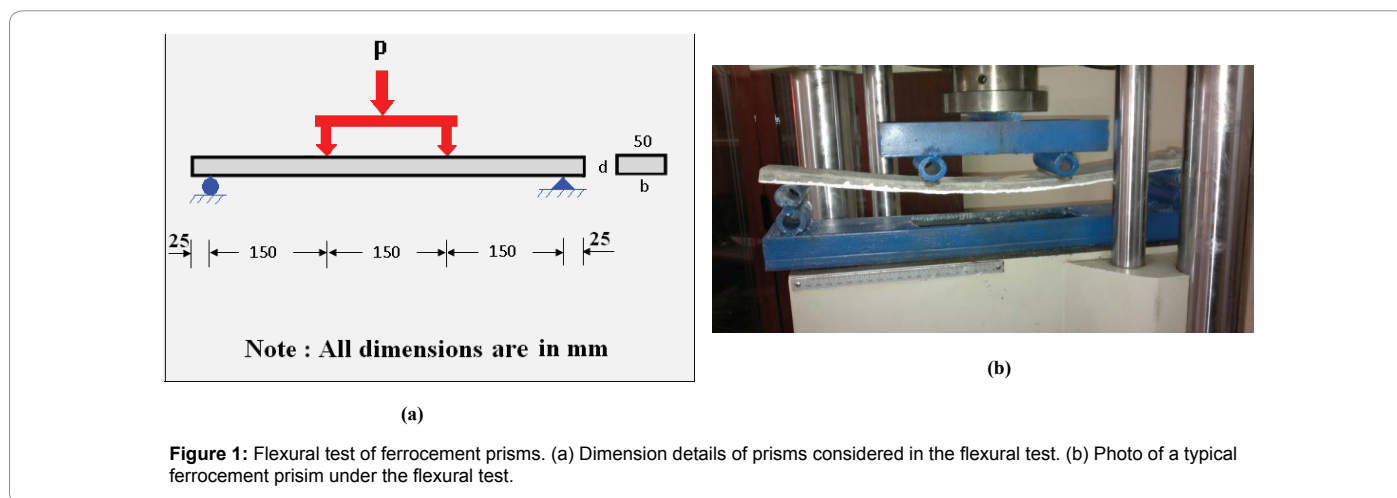 p
50
d
b
25 150 150 150 25
Note : All dimensions are in mm
(a)
(b)
Figure 1: Flexural test of ferrocement prisms. (a) Dimension details of prisms considered in the flexural test. (b) Photo of a typical
ferrocement prisim under the flexural test.